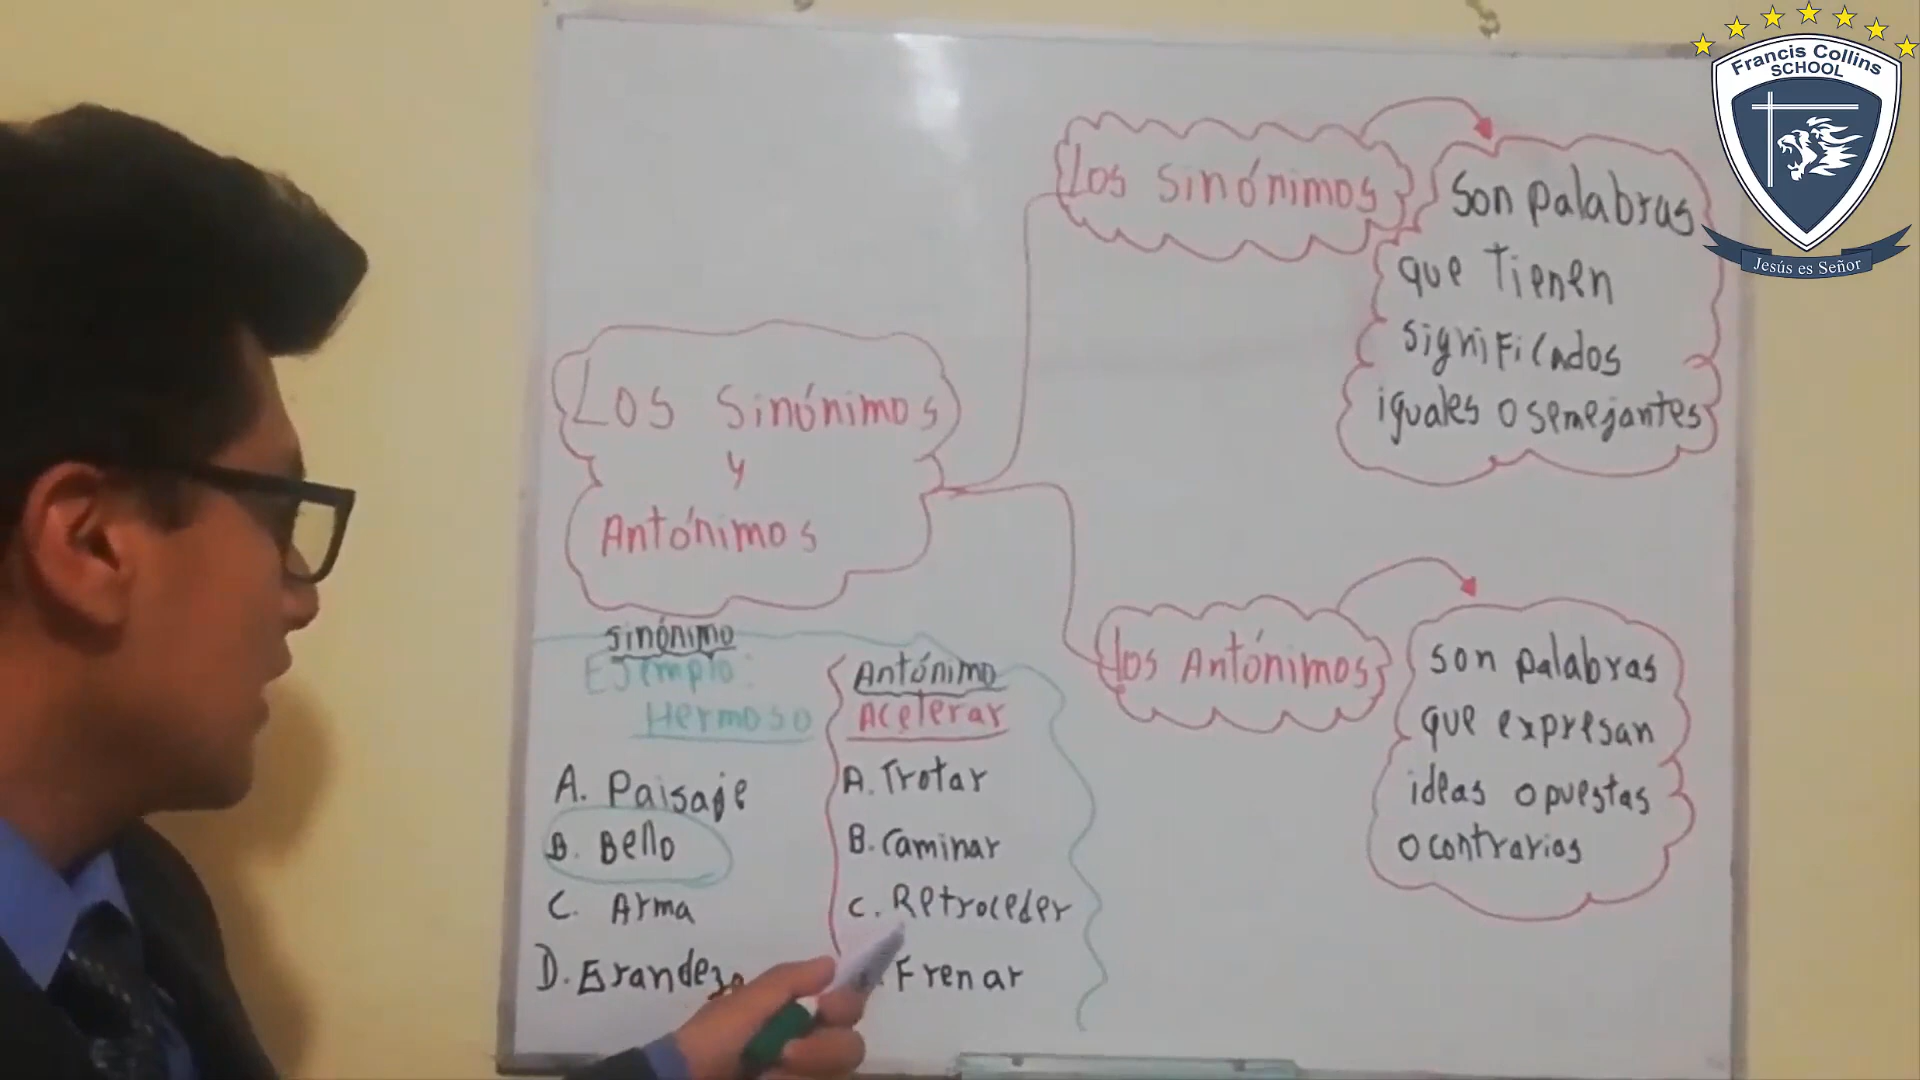 Francis Collins
SCHOOL
Jesús es Señor
Los Sinónimos
y
Antónimos
Los Sinónimos
Son palabras
que tienen
significados
iguales o semejantes
los Antónimos
son palabras
que expresan
ideas opuestas
o contrarias
sinónimo
Ejemplo:
Hermoso
A. Paisaje
B. Bello
C. Arma
D. Grandeza
Antónimo
Acelerar
A. Trotar
B. Caminar
C. Retroceder
Frenar